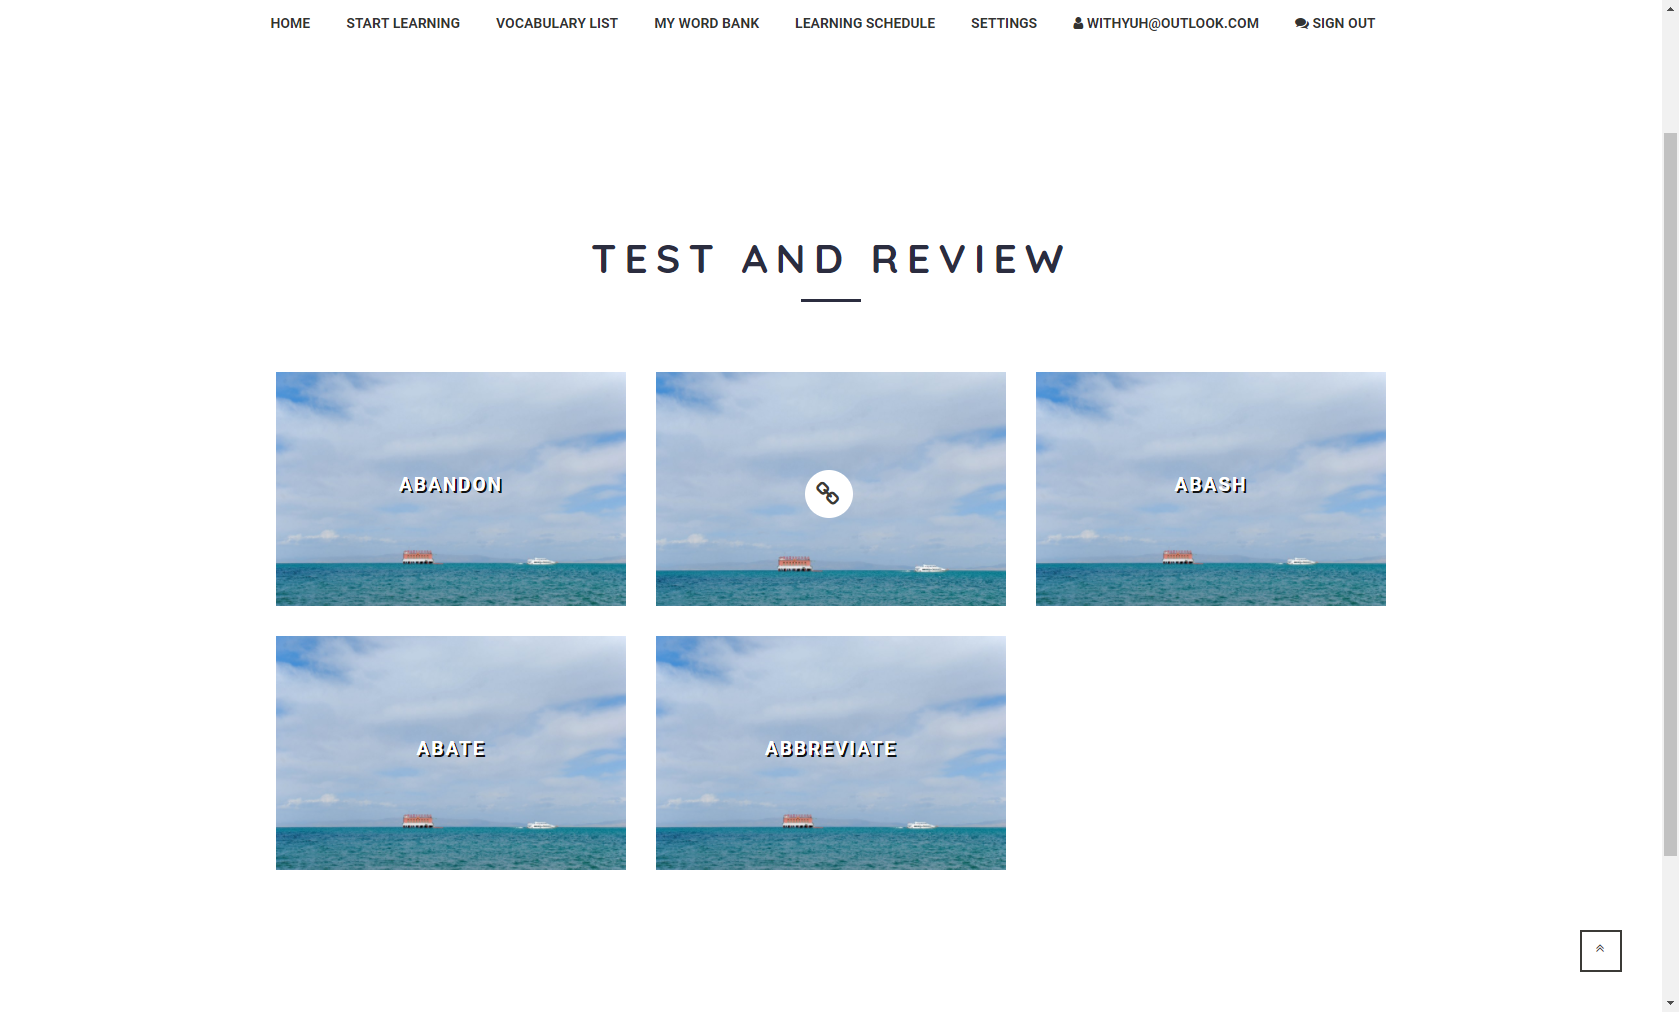 HOME START LEARNING VOCABULARY LIST MY WORD BANK LEARNING SCHEDULE SETTINGS WITHYUH@OUTLOOK.COM SIGN OUT
TEST AND REVIEW
ABANDON ABASH
ABATE ABBREVIATE